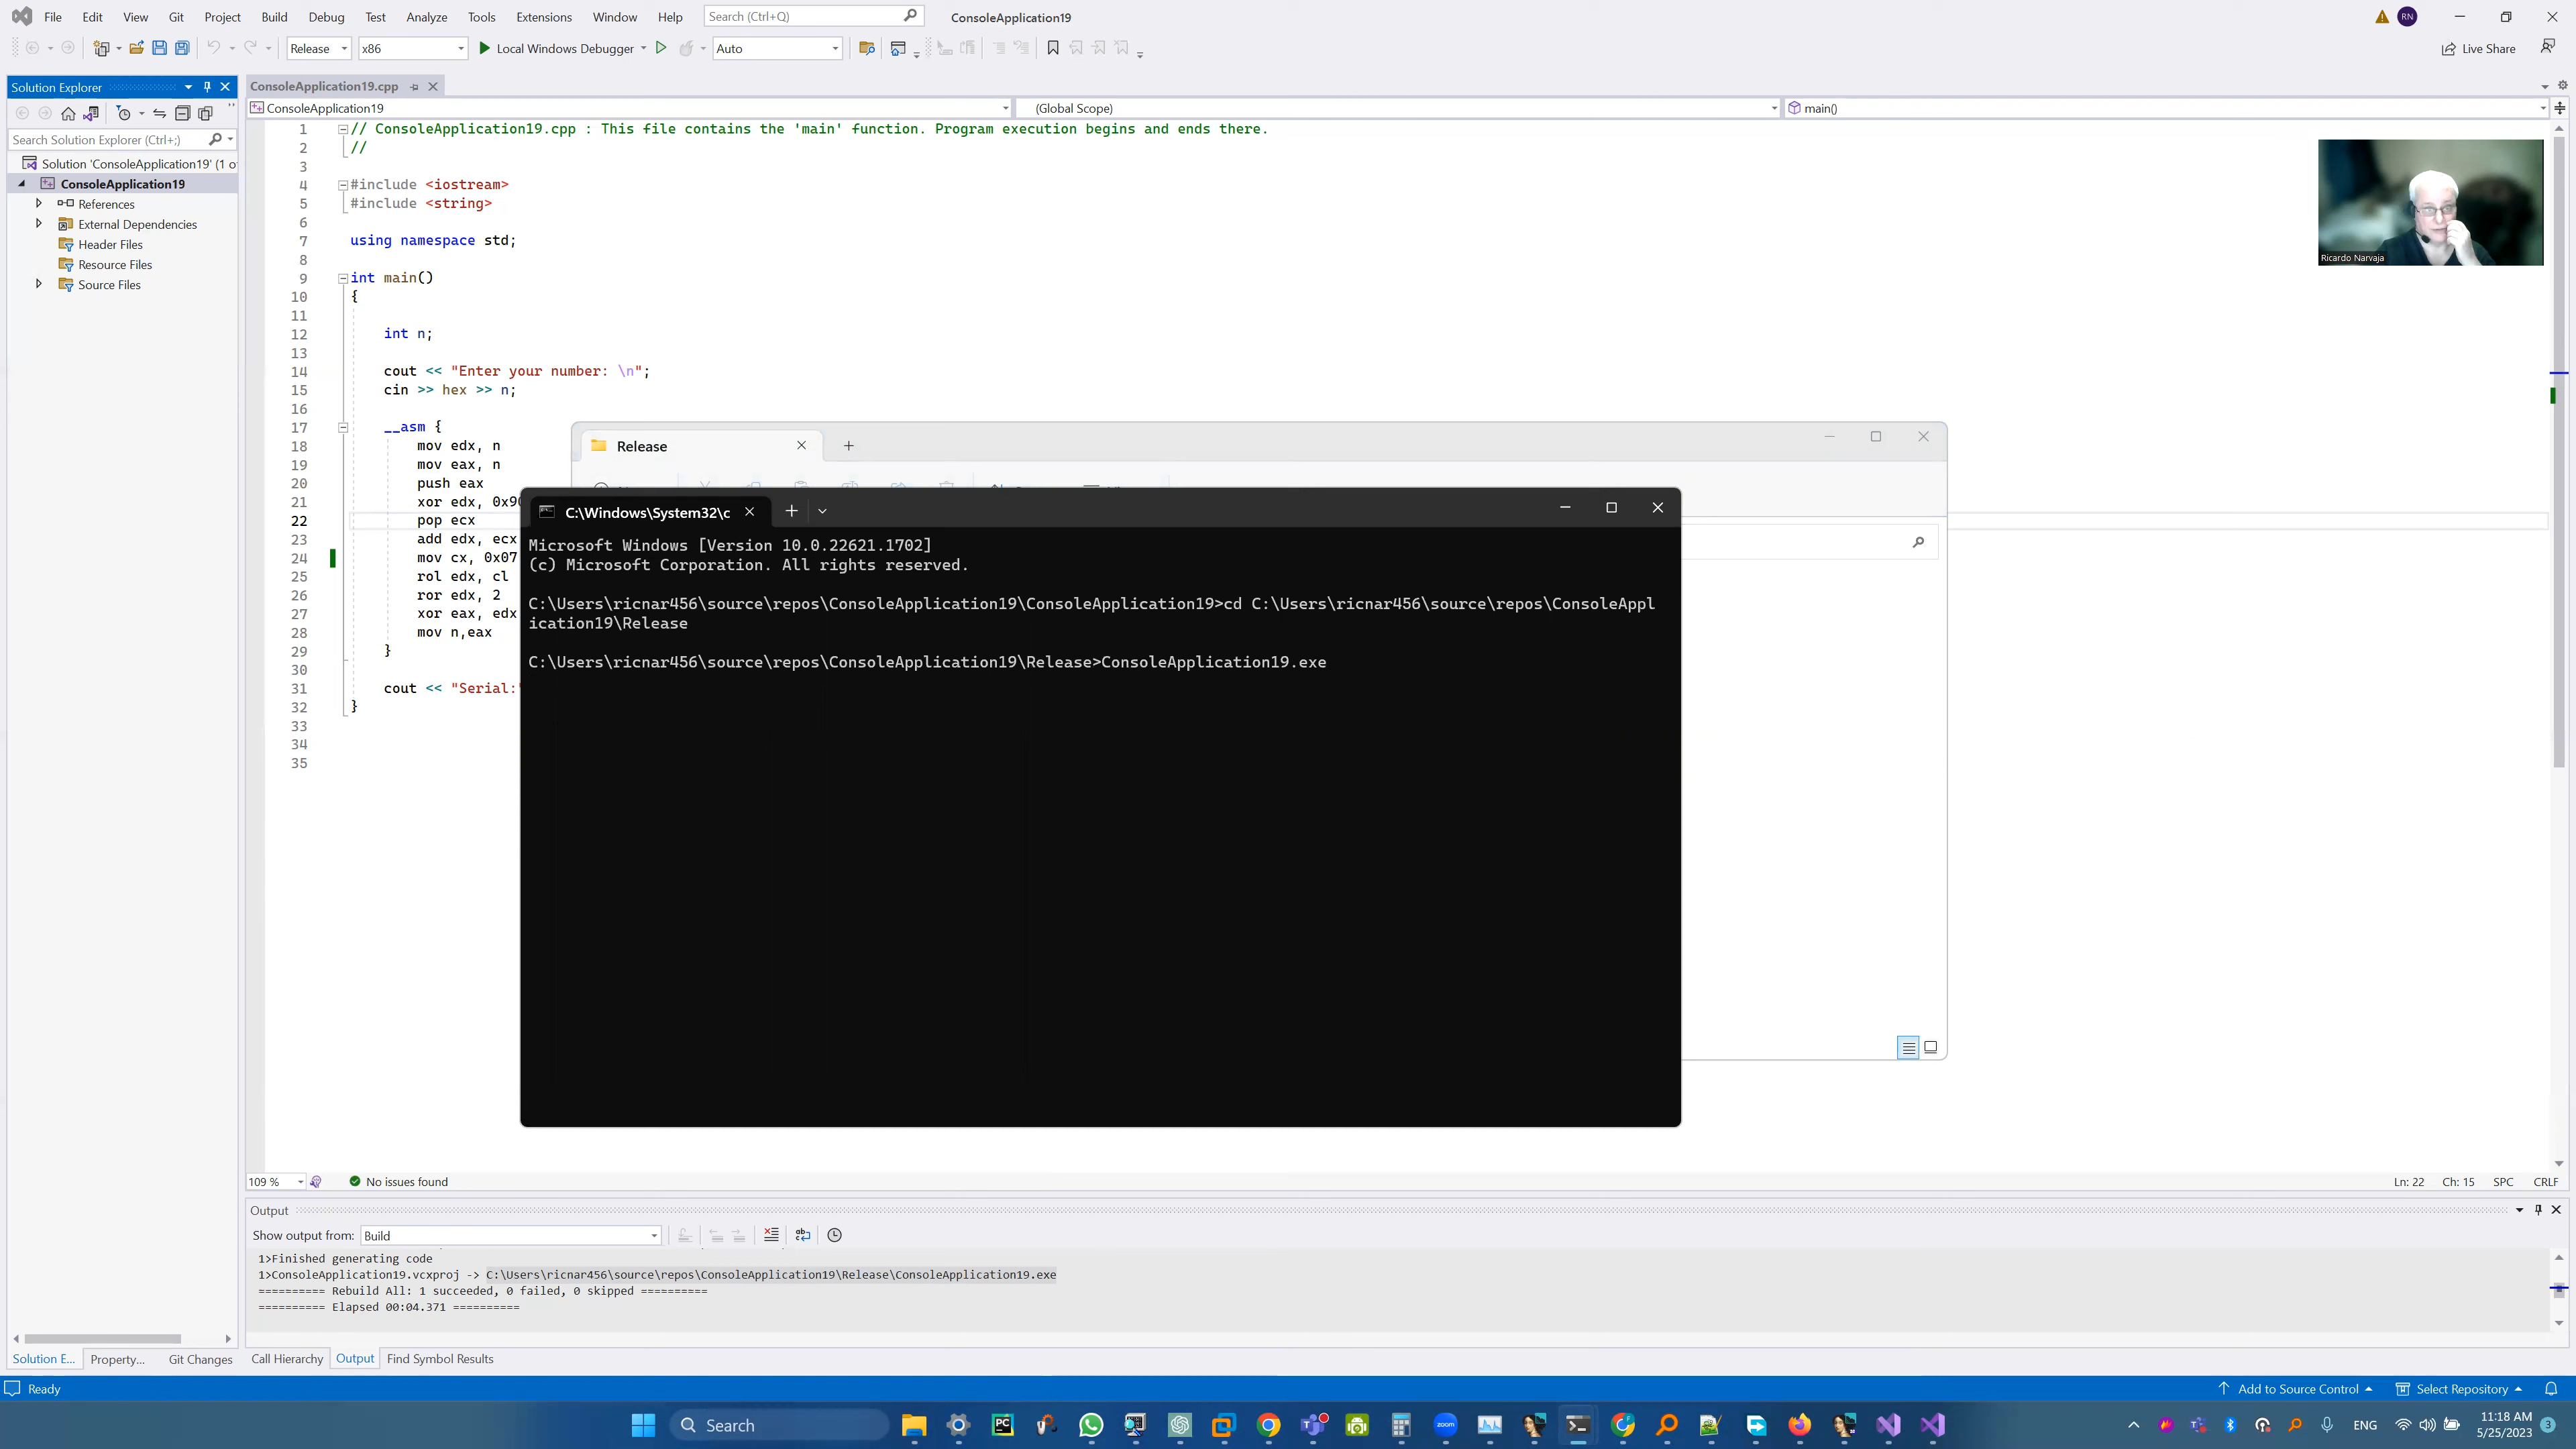 File Edit View Git Project Build Debug Test Analyze Tools Extensions Window Help Search (Ctrl+Q) ConsoleApplication19 RN
Release x86 Local Windows Debugger Auto Live Share
Solution Explorer
Search Solution Explorer (Ctrl+;)
Solution 'ConsoleApplication19' (1 o
ConsoleApplication19
References
External Dependencies
Header Files
Resource Files
Source Files
ConsoleApplication19.cpp
ConsoleApplication19 (Global Scope) main()
1 // ConsoleApplication19.cpp : This file contains the 'main' function. Program execution begins and ends there.
2 //
3
4 #include <iostream>
5 #include <string>
6
7 using namespace std;
8
9 int main()
10 {
11
12 int n;
13
14 cout << "Enter your number: \n";
15 cin >> hex >> n;
16
17 __asm {
18 mov edx, n
19 mov eax, n
20 push eax
21 xor edx, 0x90
22 pop ecx
23 add edx, ecx
24 mov cx, 0x07
25 rol edx, cl
26 ror edx, 2
27 xor eax, edx
28 mov n,eax
29 }
30
31 cout << "Serial:"
32 }
33
34
35
Ricardo Narvaja
Release
C:\Windows\System32\c
Microsoft Windows [Version 10.0.22621.1702]
(c) Microsoft Corporation. All rights reserved.
C:\Users\ricnar456\source\repos\ConsoleApplication19\ConsoleApplication19>cd C:\Users\ricnar456\source\repos\ConsoleAppl
ication19\Release
C:\Users\ricnar456\source\repos\ConsoleApplication19\Release>ConsoleApplication19.exe
109 % No issues found Ln: 22 Ch: 15 SPC CRLF
Output
Show output from: Build
1>Finished generating code
1>ConsoleApplication19.vcxproj -> C:\Users\ricnar456\source\repos\ConsoleApplication19\Release\ConsoleApplication19.exe
========== Rebuild All: 1 succeeded, 0 failed, 0 skipped ==========
========== Elapsed 00:04.371 ==========
Solution E... Property... Git Changes Call Hierarchy Output Find Symbol Results
Ready Add to Source Control Select Repository
Search PC zoom ENG 11:18 AM 3
5/25/2023